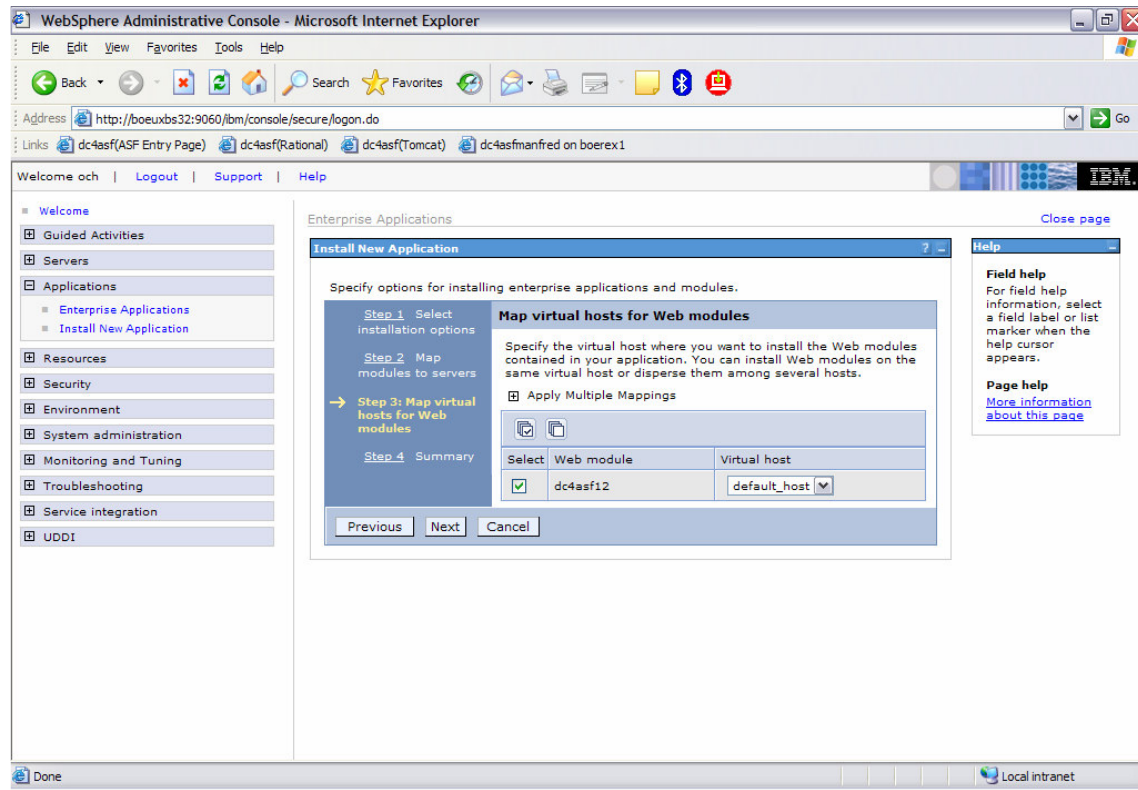 WebSphere Administrative Console - Microsoft Internet Explorer
File Edit View Favorites Tools Help
Back Search Favorites
Address http://boeuxbs32:9060/ibm/console/secure/logon.do Go
Links dc4asf(ASF Entry Page) dc4asf(Rational) dc4asf(Tomcat) dc4asfmanfred on boerex1
Welcome och | Logout | Support | Help
IBM.
Welcome
Guided Activities
Servers
Applications
Enterprise Applications
Install New Application
Resources
Security
Environment
System administration
Monitoring and Tuning
Troubleshooting
Service integration
UDDI
Enterprise Applications
Close page
Install New Application ? -
Specify options for installing enterprise applications and modules.
Step 1 Select
installation options
Step 2 Map
modules to servers
Step 3: Map virtual
hosts for Web
modules
Step 4 Summary
Map virtual hosts for Web modules
Specify the virtual host where you want to install the Web modules
contained in your application. You can install Web modules on the
same virtual host or disperse them among several hosts.
Apply Multiple Mappings
Select Web module Virtual host
dc4asf12 default_host
Previous Next Cancel
Help -
Field help
For field help
information, select
a field label or list
marker when the
help cursor
appears.
Page help
More information
about this page
Done
Local intranet